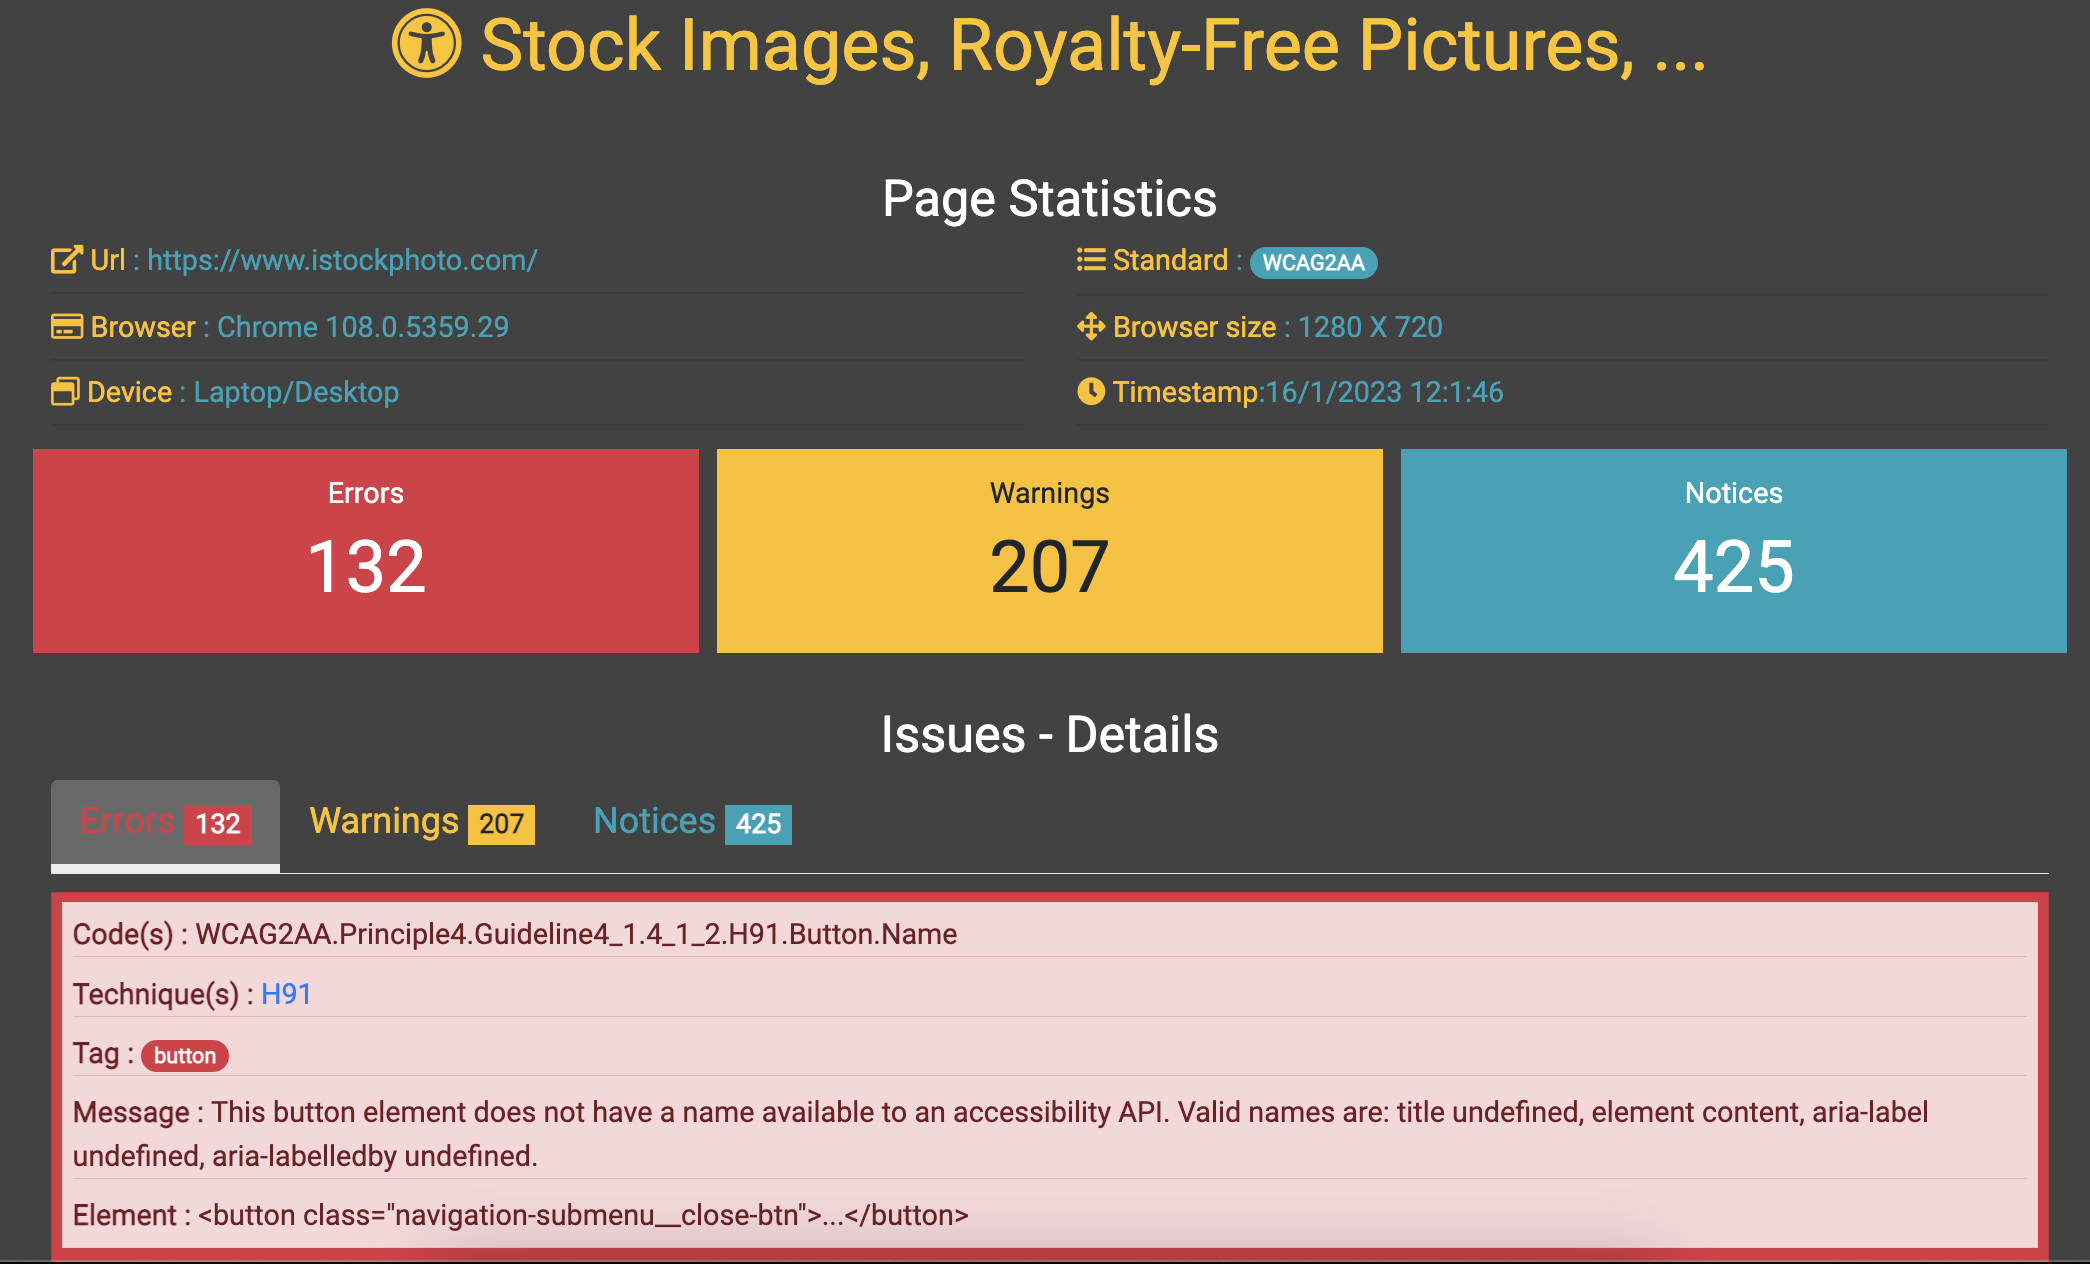 Stock Images, Royalty-Free Pictures, ...
Page Statistics
Url : https://www.istockphoto.com/
Standard : WCAG2AA
Browser : Chrome 108.0.5359.29
Browser size : 1280 X 720
Device : Laptop/Desktop
Timestamp:16/1/2023 12:1:46
Errors
132
Warnings
207
Notices
425
Issues - Details
Errors 132 Warnings 207 Notices 425
Code(s) : WCAG2AA.Principle4.Guideline4_1.4_1_2.H91.Button.Name
Technique(s) : H91
Tag : button
Message : This button element does not have a name available to an accessibility API. Valid names are: title undefined, element content, aria-label
undefined, aria-labelledby undefined.
Element : <button class="navigation-submenu__close-btn">...</button>